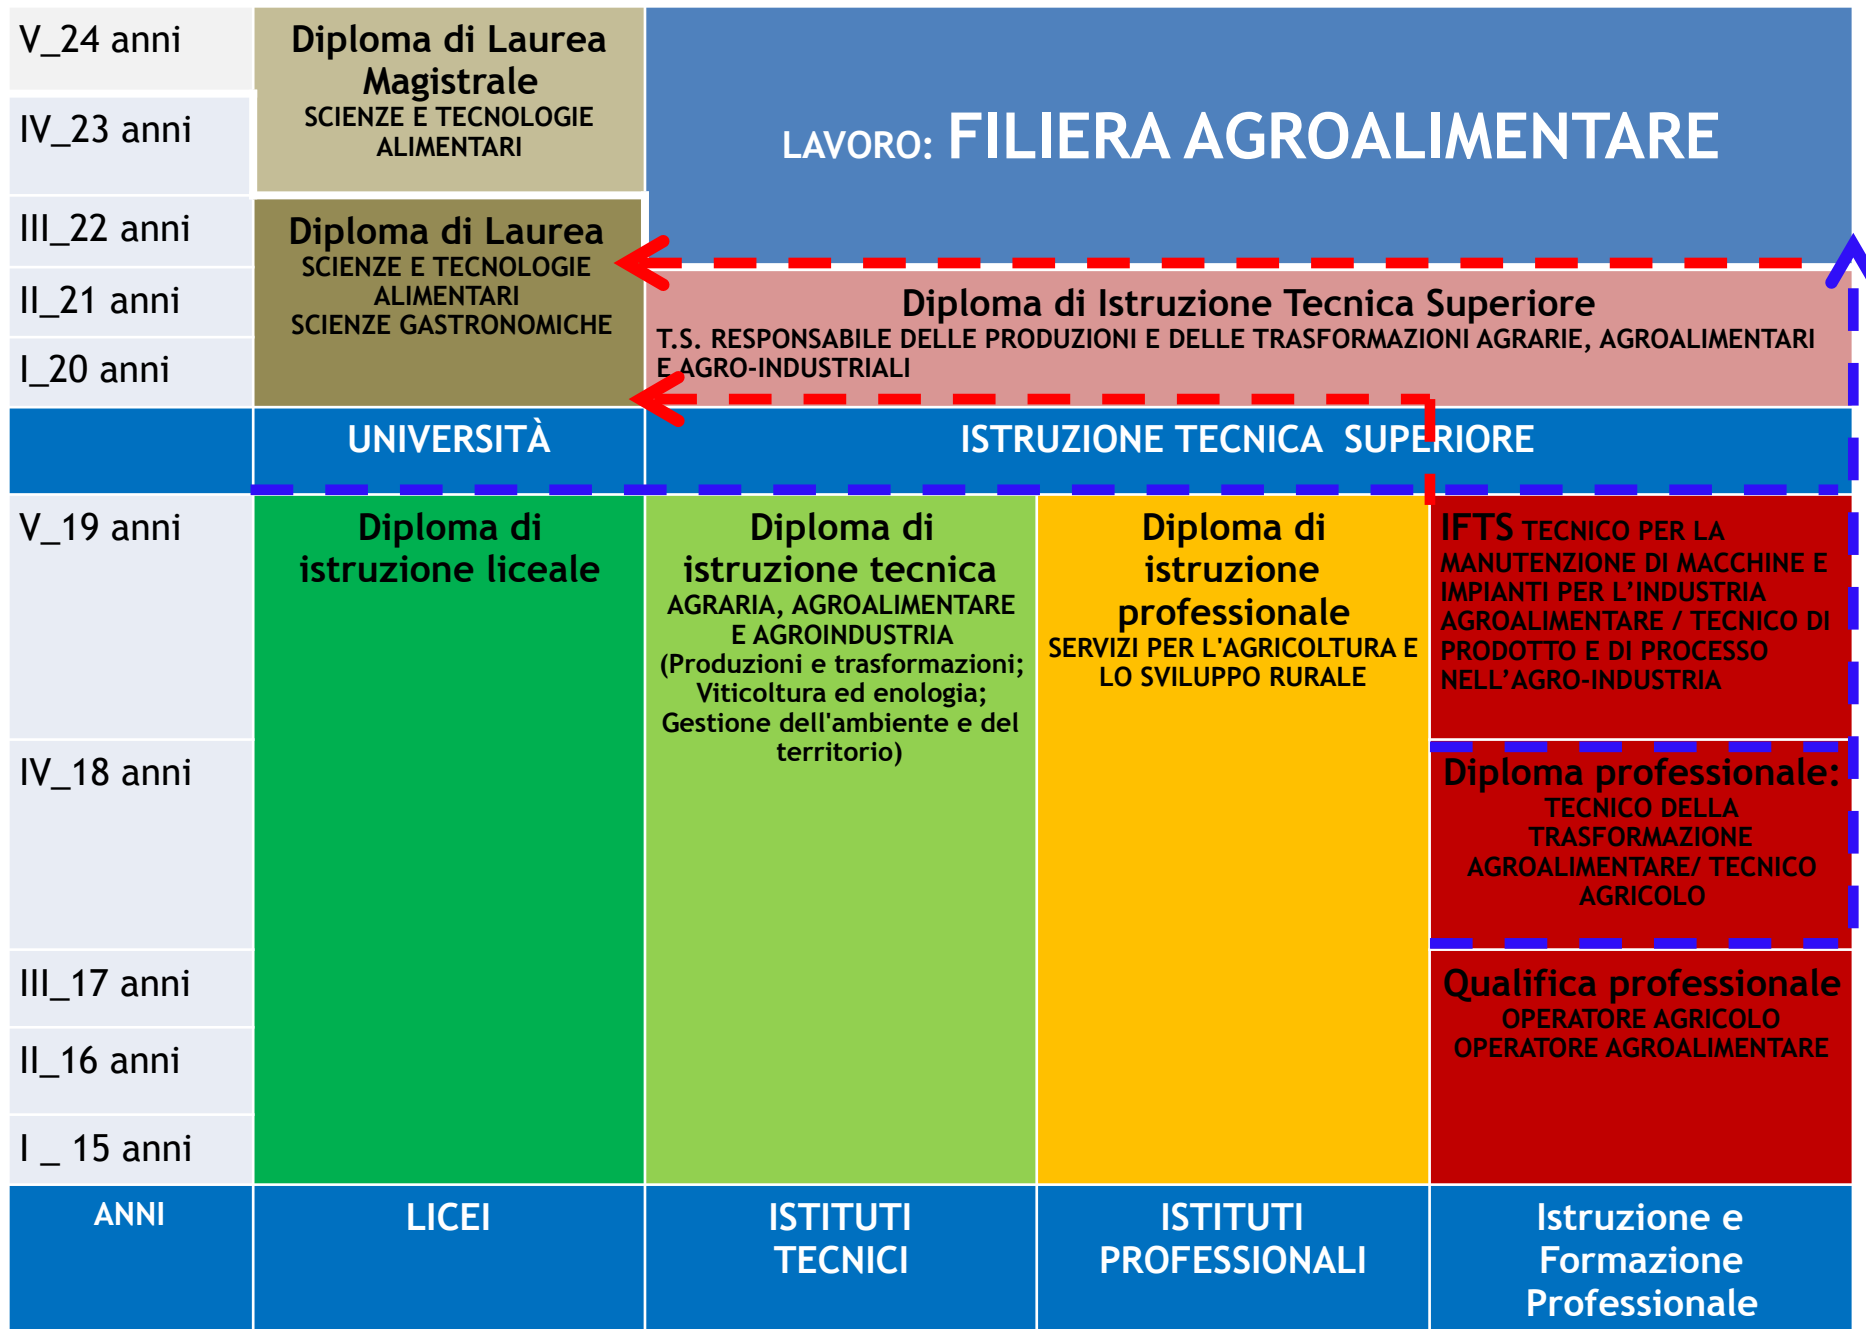 V_24 anni
Diploma di Laurea
Magistrale
SCIENZE E TECNOLOGIE
ALIMENTARI
LAVORO: FILIERA AGROALIMENTARE
IV_23 anni
III_22 anni
Diploma di Laurea
SCIENZE E TECNOLOGIE
ALIMENTARI
SCIENZE GASTRONOMICHE
II_21 anni
Diploma di Istruzione Tecnica Superiore
T.S. RESPONSABILE DELLE PRODUZIONI E DELLE TRASFORMAZIONI AGRARIE, AGROALIMENTARI
E AGRO-INDUSTRIALI
I_20 anni
UNIVERSITÀ
ISTRUZIONE TECNICA SUPERIORE
V_19 anni
Diploma di
istruzione liceale
Diploma di
istruzione tecnica
AGRARIA, AGROALIMENTARE
E AGROINDUSTRIA
(Produzioni e trasformazioni;
Viticoltura ed enologia;
Gestione dell'ambiente e del
territorio)
Diploma di
istruzione
professionale
SERVIZI PER L'AGRICOLTURA E
LO SVILUPPO RURALE
IFTS TECNICO PER LA
MANUTENZIONE DI MACCHINE E
IMPIANTI PER L’INDUSTRIA
AGROALIMENTARE / TECNICO DI
PRODOTTO E DI PROCESSO
NELL’AGRO-INDUSTRIA
IV_18 anni
Diploma professionale:
TECNICO DELLA
TRASFORMAZIONE
AGROALIMENTARE/ TECNICO
AGRICOLO
III_17 anni
Qualifica professionale
OPERATORE AGRICOLO
OPERATORE AGROALIMENTARE
II_16 anni
I _ 15 anni
ANNI
LICEI
ISTITUTI
TECNICI
ISTITUTI
PROFESSIONALI
Istruzione e
Formazione
Professionale